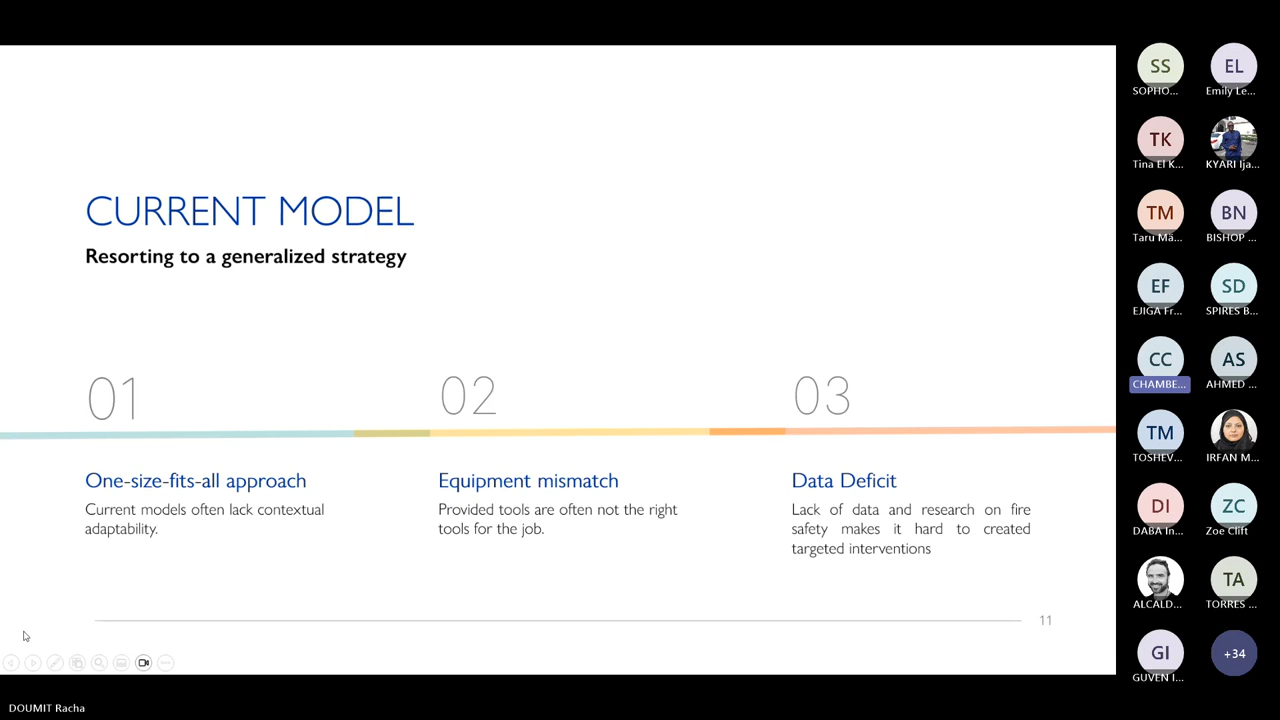 CURRENT MODEL
Resorting to a generalized strategy
01
02
03
One-size-fits-all approach
Current models often lack contextual
adaptability.
Equipment mismatch
Provided tools are often not the right
tools for the job.
Data Deficit
Lack of data and research on fire
safety makes it hard to created
targeted interventions
11
SS
SOPHO...
EL
Emily Le...
TK
Tina El K...
KYARI Ija...
TM
Taru Mä...
BN
BISHOP ...
EF
EJIGA Fr...
SD
SPIRES B...
CC
CHAMBE...
AS
AHMED ...
TM
TOSHEV...
IRFAN M...
DI
DABA In...
ZC
Zoe Clift
ALCALD...
TA
TORRES ...
GI
GUVEN I...
+34
DOUMIT Racha